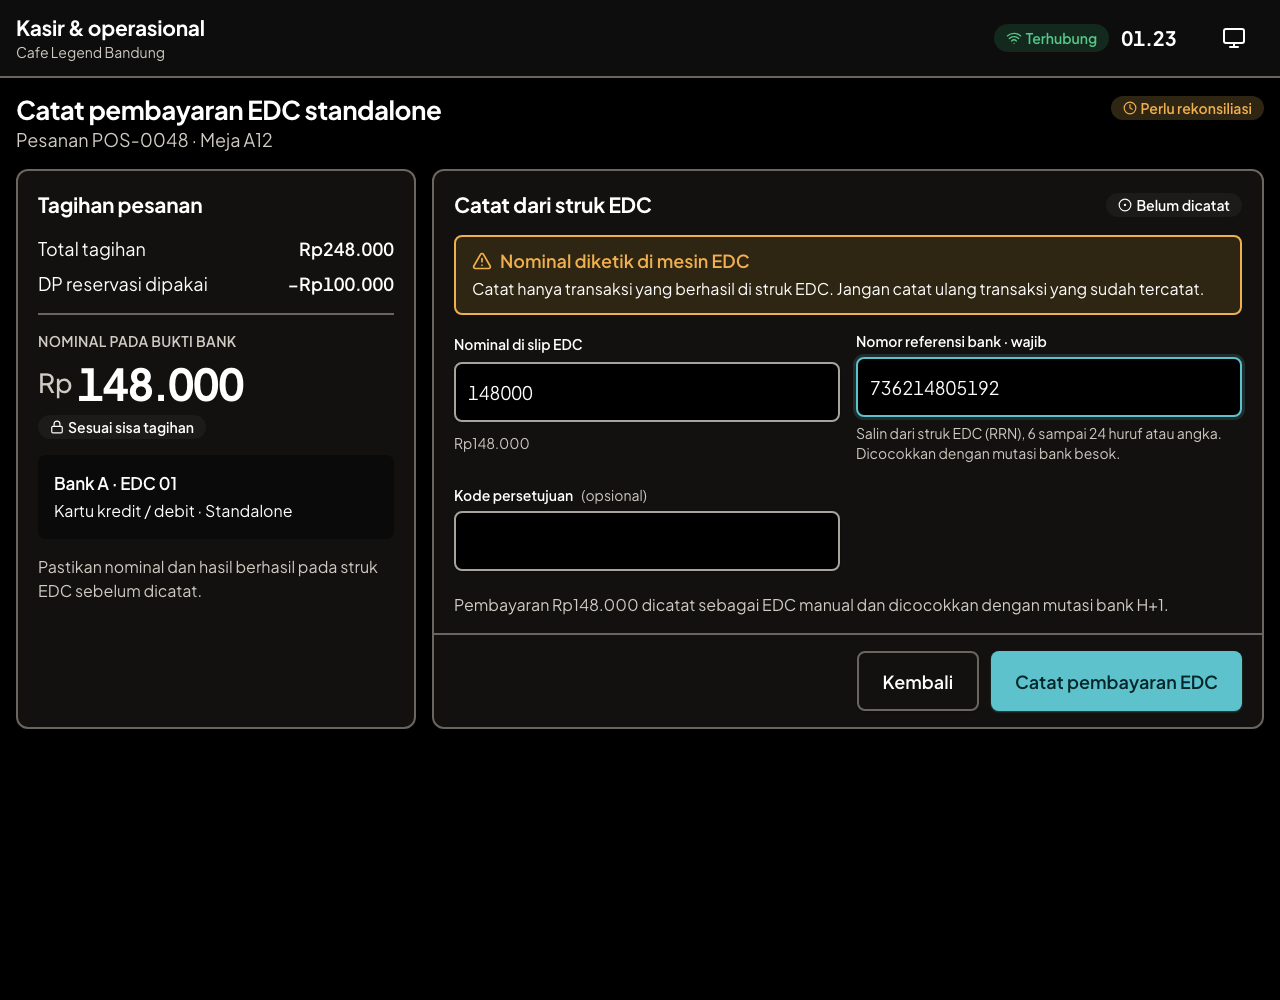 Kasir & operasional
Cafe Legend Bandung
Terhubung
01.23
Catat pembayaran EDC standalone
Pesanan POS-0048 · Meja A12
Perlu rekonsiliasi
Tagihan pesanan
Total tagihan Rp248.000
DP reservasi dipakai −Rp100.000
NOMINAL PADA BUKTI BANK
Rp 148.000
Sesuai sisa tagihan
Bank A · EDC 01
Kartu kredit / debit · Standalone
Pastikan nominal dan hasil berhasil pada struk
EDC sebelum dicatat.
Catat dari struk EDC
Belum dicatat
Nominal diketik di mesin EDC
Catat hanya transaksi yang berhasil di struk EDC. Jangan catat ulang transaksi yang sudah tercatat.
Nominal di slip EDC
148000
Rp148.000
Nomor referensi bank · wajib
736214805192
Salin dari struk EDC (RRN), 6 sampai 24 huruf atau angka.
Dicocokkan dengan mutasi bank besok.
Kode persetujuan (opsional)
Pembayaran Rp148.000 dicatat sebagai EDC manual dan dicocokkan dengan mutasi bank H+1.
Kembali
Catat pembayaran EDC